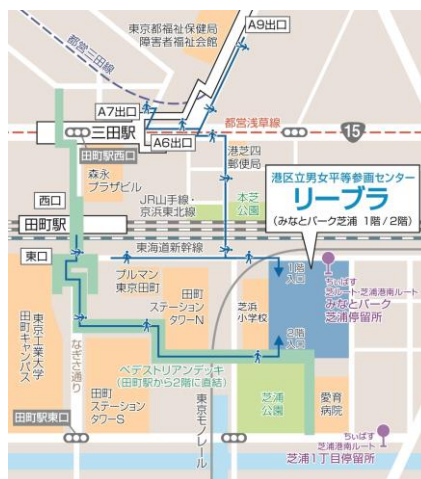 A9出口
東京都福祉保健局
障害者福祉会館
都営三田線
A7出口
三田駅
都営浅草線
15
田町駅西口
A6出口
港芝四
郵便局
森永
プラザビル
西口
田町駅
JR山手線・
京浜東北線
本芝
公園
港区立男女平等参画センター
リーブラ
(みなとパーク芝浦 1階/2階)
東口
東海道新幹線
プルマン
東京田町
田町
ステーション
タワーN
芝浜
小学校
1階
入口
2階
入口
ちぃばす
芝ルート・芝浦港南ルート
みなとパーク
芝浦停留所
東京工業大学
田町キャンパス
なぎさ通り
ペデストリアンデッキ
(田町駅から2階に直結)
田町駅東口
田町
ステーション
タワーS
東京モノレール
芝浦
公園
愛育
病院
ちぃばす
芝浦港南ルート
芝浦1丁目停留所